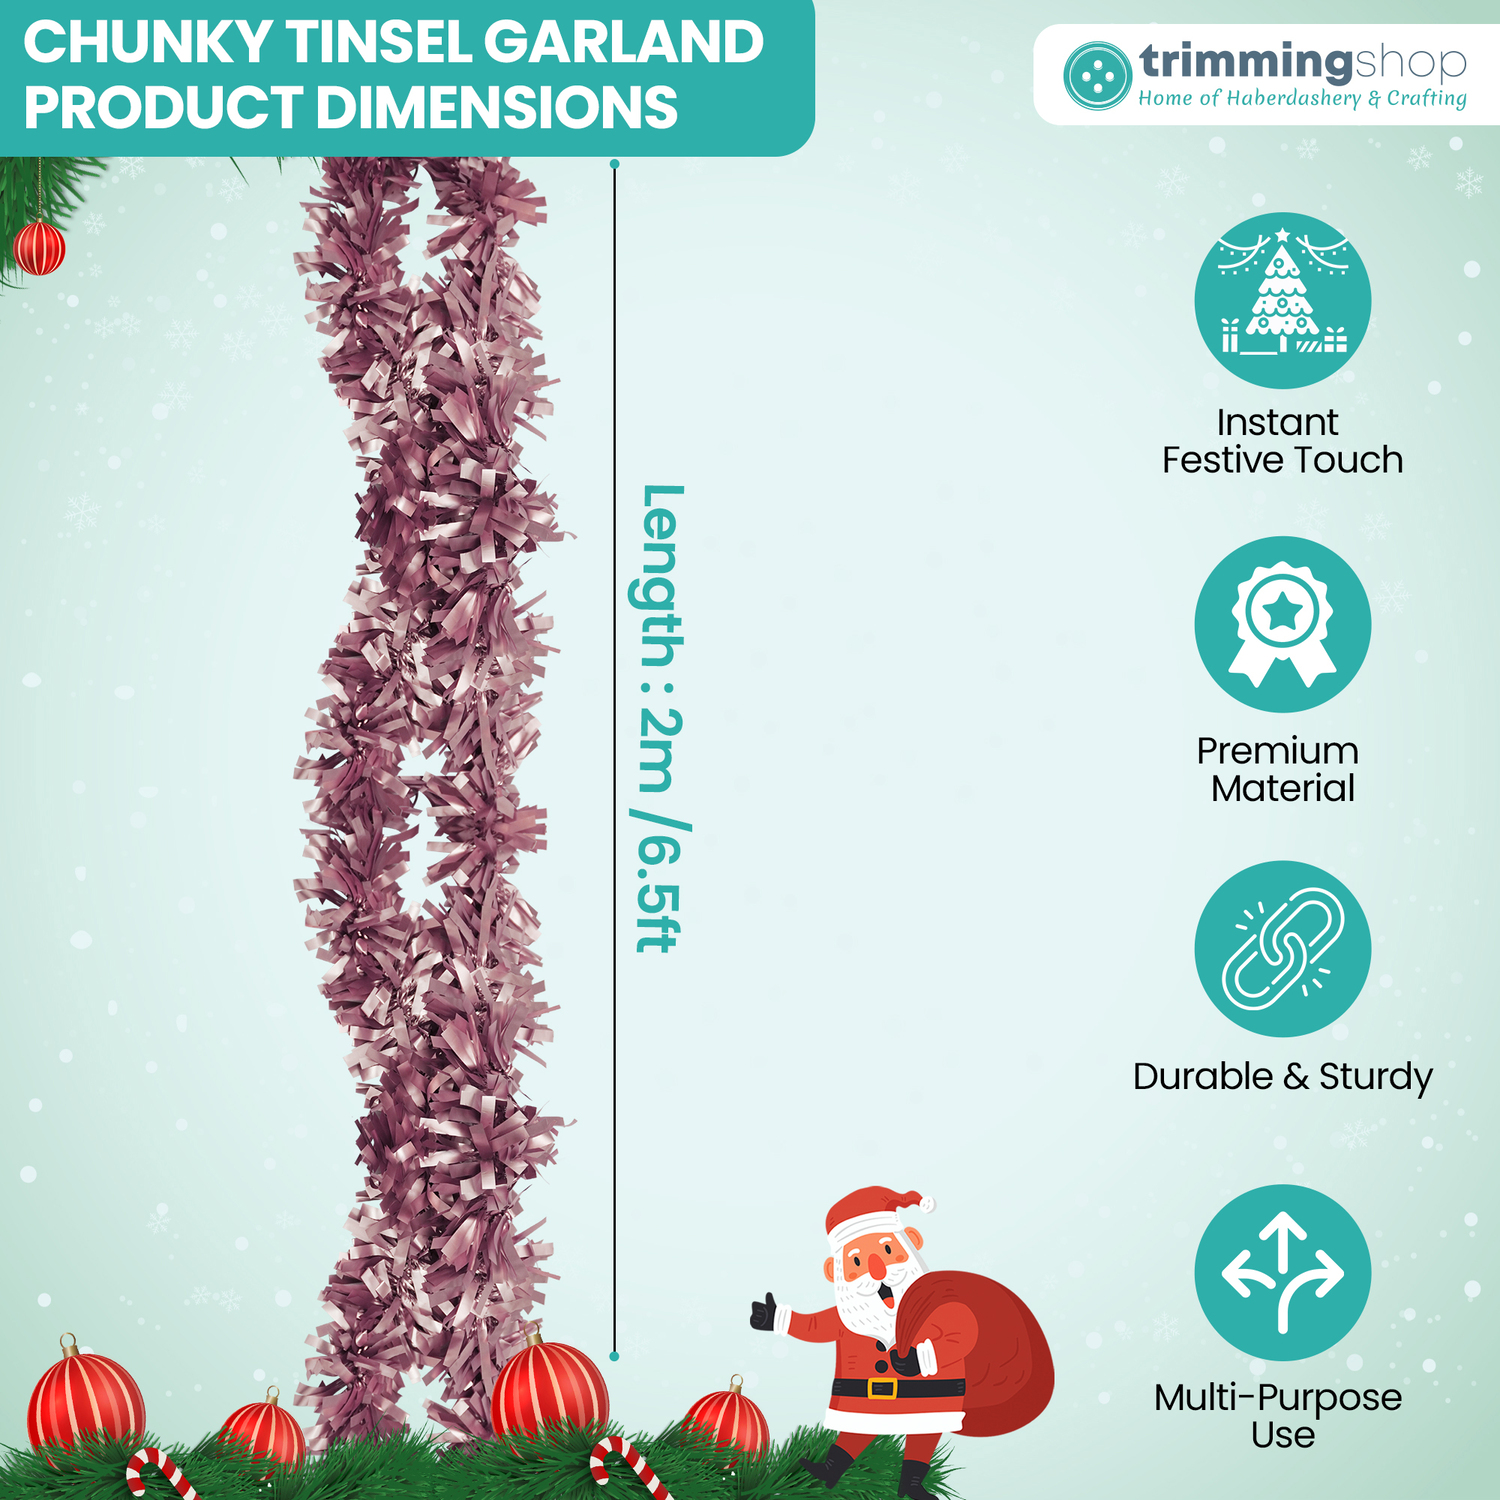 CHUNKY TINSEL GARLAND
PRODUCT DIMENSIONS
trimmingshop
Home of Haberdashery & Crafting
Length : 2m /6.5ft
Instant
Festive Touch
Premium
Material
Durable & Sturdy
Multi-Purpose
Use